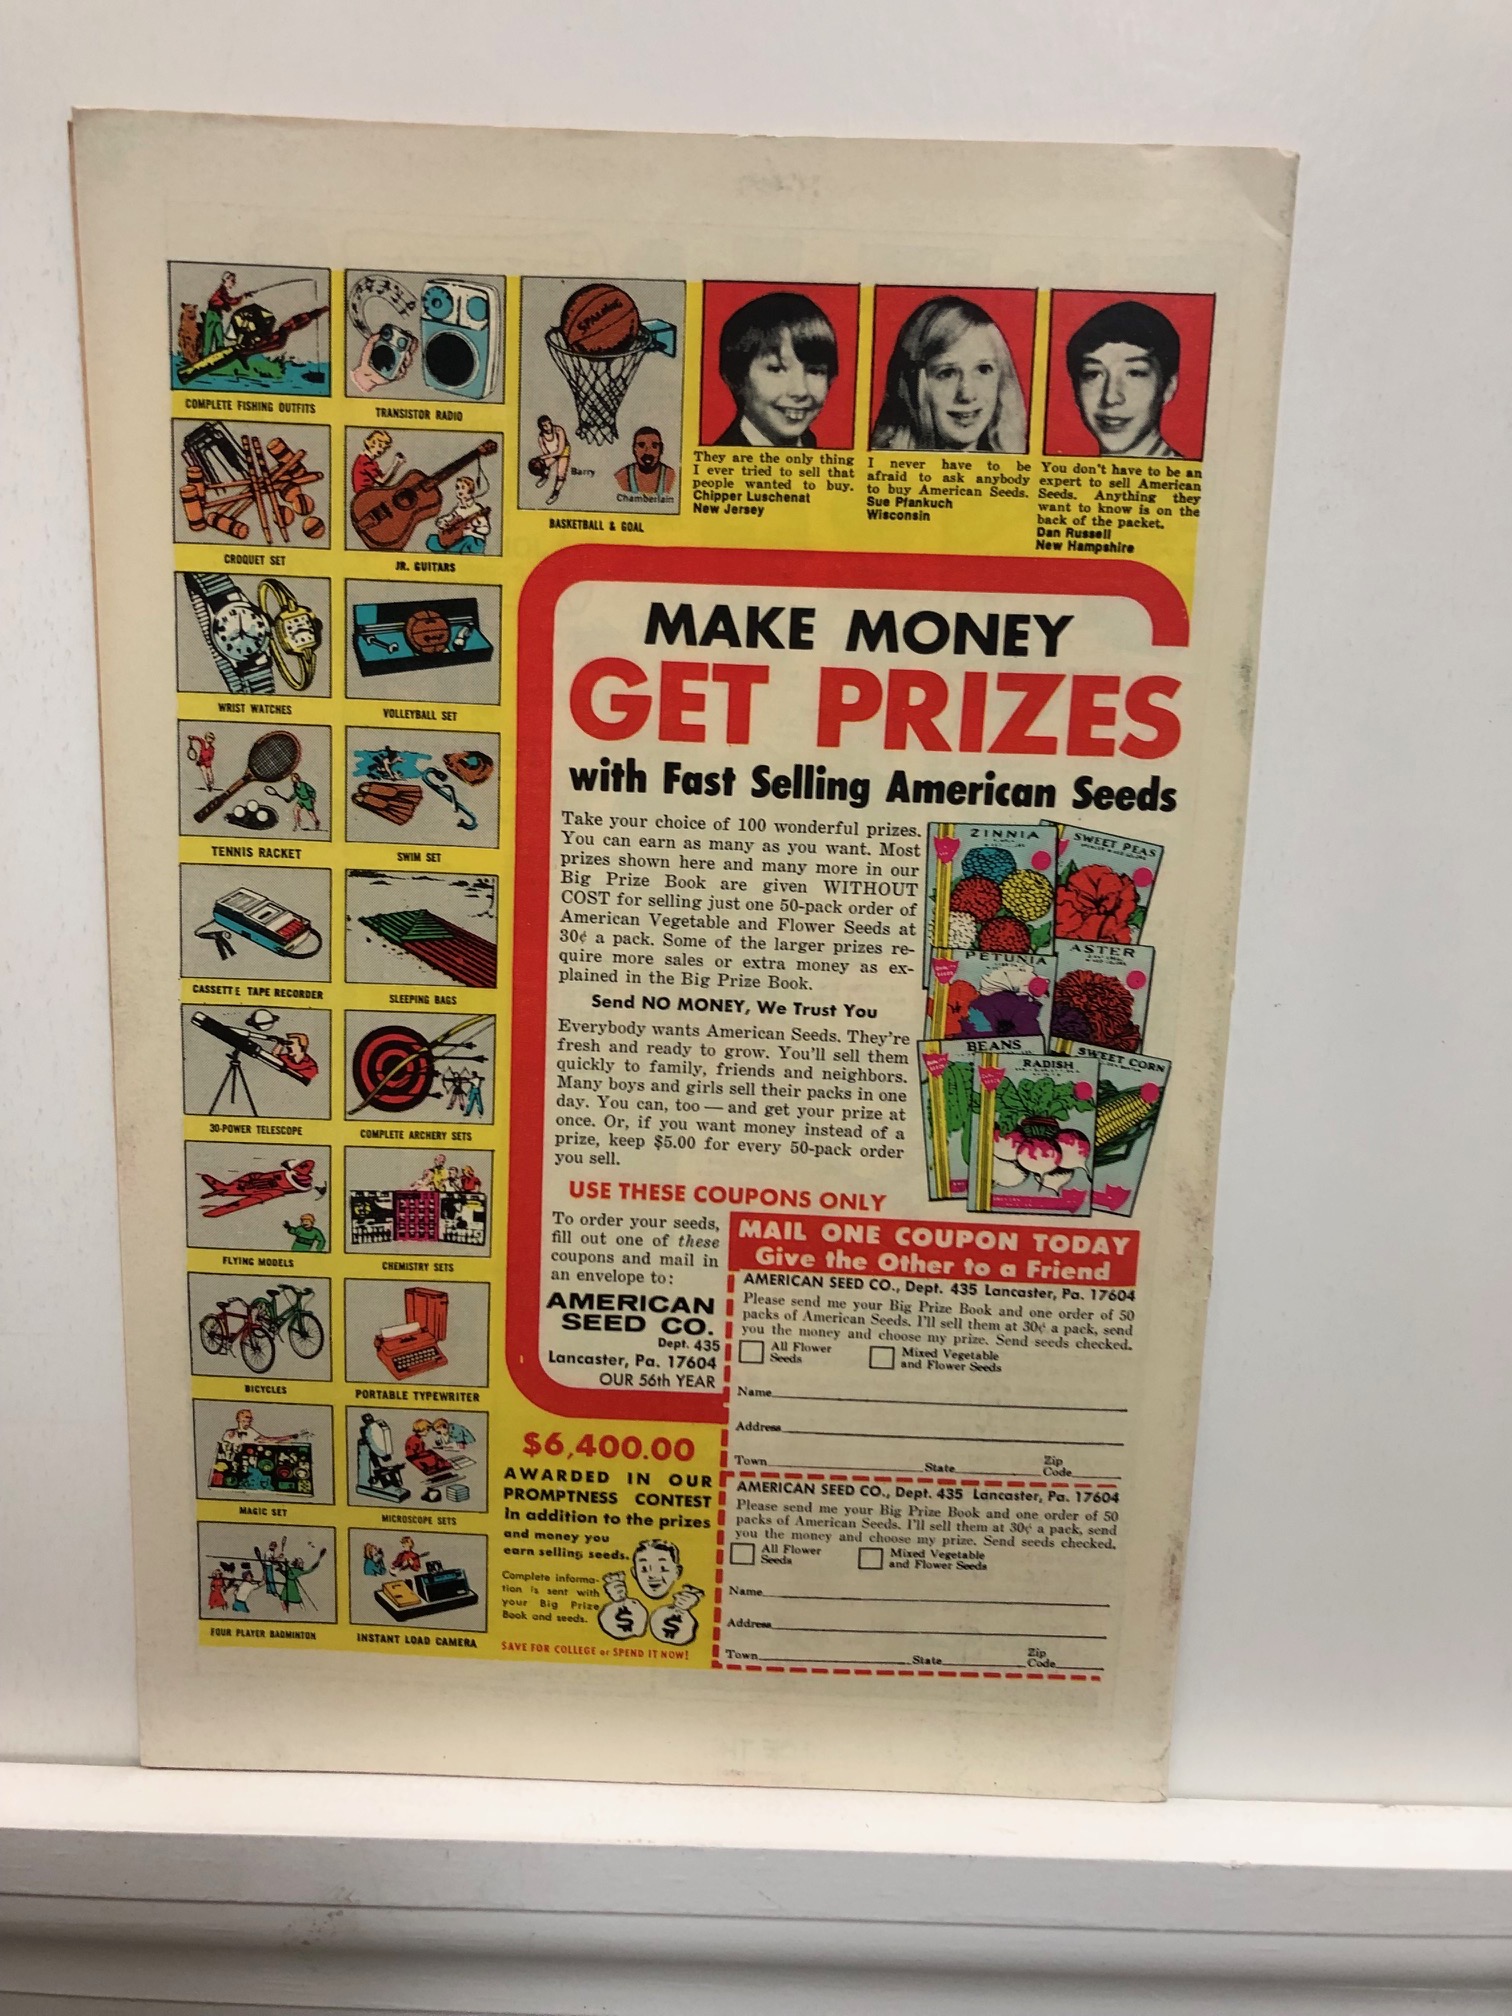 COMPLETE FISHING OUTFITS
TRANSISTOR RADIO
SPALDING
Barry
Chamberlain
BASKETBALL & GOAL
CROQUET SET
JR. GUITARS
WRIST WATCHES
VOLLEYBALL SET
TENNIS RACKET
SWIM SET
CASSETTE TAPE RECORDER
SLEEPING BAGS
30-POWER TELESCOPE
COMPLETE ARCHERY SETS
FLYING MODELS
CHEMISTRY SETS
BICYCLES
PORTABLE TYPEWRITER
MAGIC SET
MICROSCOPE SETS
FOUR PLAYER BADMINTON
INSTANT LOAD CAMERA
They are the only thing
I ever tried to sell that
people wanted to buy.
Chipper Luschenat
New Jersey
I never have to be
afraid to ask anybody
to buy American Seeds.
Sue Pfankuch
Wisconsin
You don't have to be an
expert to sell American
Seeds. Anything they
want to know is on the
back of the packet.
Dan Russell
New Hampshire
MAKE MONEY
GET PRIZES
with Fast Selling American Seeds
Take your choice of 100 wonderful prizes.
You can earn as many as you want. Most
prizes shown here and many more in our
Big Prize Book are given WITHOUT
COST for selling just one 50-pack order of
American Vegetable and Flower Seeds at
30¢ a pack. Some of the larger prizes re-
quire more sales or extra money as ex-
plained in the Big Prize Book.
Send NO MONEY, We Trust You
Everybody wants American Seeds. They're
fresh and ready to grow. You'll sell them
quickly to family, friends and neighbors.
Many boys and girls sell their packs in one
day. You can, too — and get your prize at
once. Or, if you want money instead of a
prize, keep $5.00 for every 50-pack order
you sell.
ZINNIA
SWEET PEAS
PETUNIA
ASTER
BEANS
RADISH
SWEET CORN
USE THESE COUPONS ONLY
To order your seeds,
fill out one of these
coupons and mail in
an envelope to:
AMERICAN
SEED CO.
Dept. 435
Lancaster, Pa. 17604
OUR 56th YEAR
MAIL ONE COUPON TODAY
Give the Other to a Friend
AMERICAN SEED CO., Dept. 435 Lancaster, Pa. 17604
Please send me your Big Prize Book and one order of 50
packs of American Seeds. I'll sell them at 30¢ a pack, send
you the money and choose my prize. Send seeds checked.
All Flower
Seeds
Mixed Vegetable
and Flower Seeds
Name
Address
Town State Zip
Code
AMERICAN SEED CO., Dept. 435 Lancaster, Pa. 17604
Please send me your Big Prize Book and one order of 50
packs of American Seeds. I'll sell them at 30¢ a pack, send
you the money and choose my prize. Send seeds checked.
All Flower
Seeds
Mixed Vegetable
and Flower Seeds
Name
Address
Town State Zip
Code
$6,400.00
AWARDED IN OUR
PROMPTNESS CONTEST
In addition to the prizes
and money you
earn selling seeds.
Complete informa-
tion is sent with
your Big Prize
Book and seeds.
$ $
SAVE FOR COLLEGE or SPEND IT NOW!